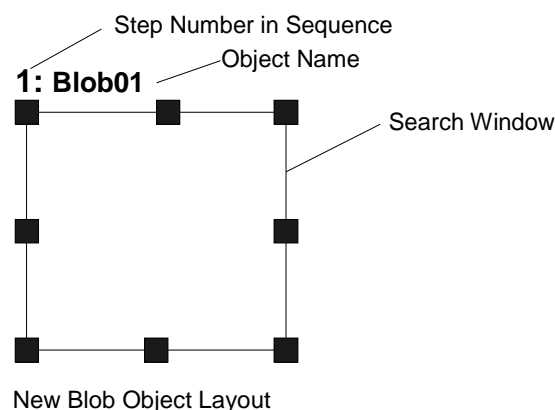 Step Number in Sequence
Object Name
1: Blob01
Search Window
New Blob Object Layout